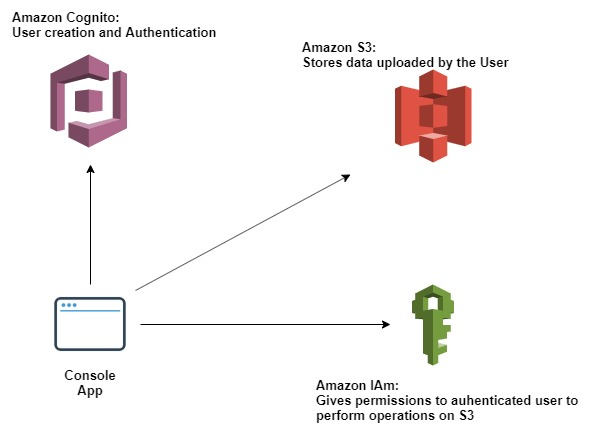 Amazon Cognito:
User creation and Authentication
Amazon S3:
Stores data uploaded by the User
Console
App
Amazon IAm:
Gives permissions to auhenticated user to
perform operations on S3